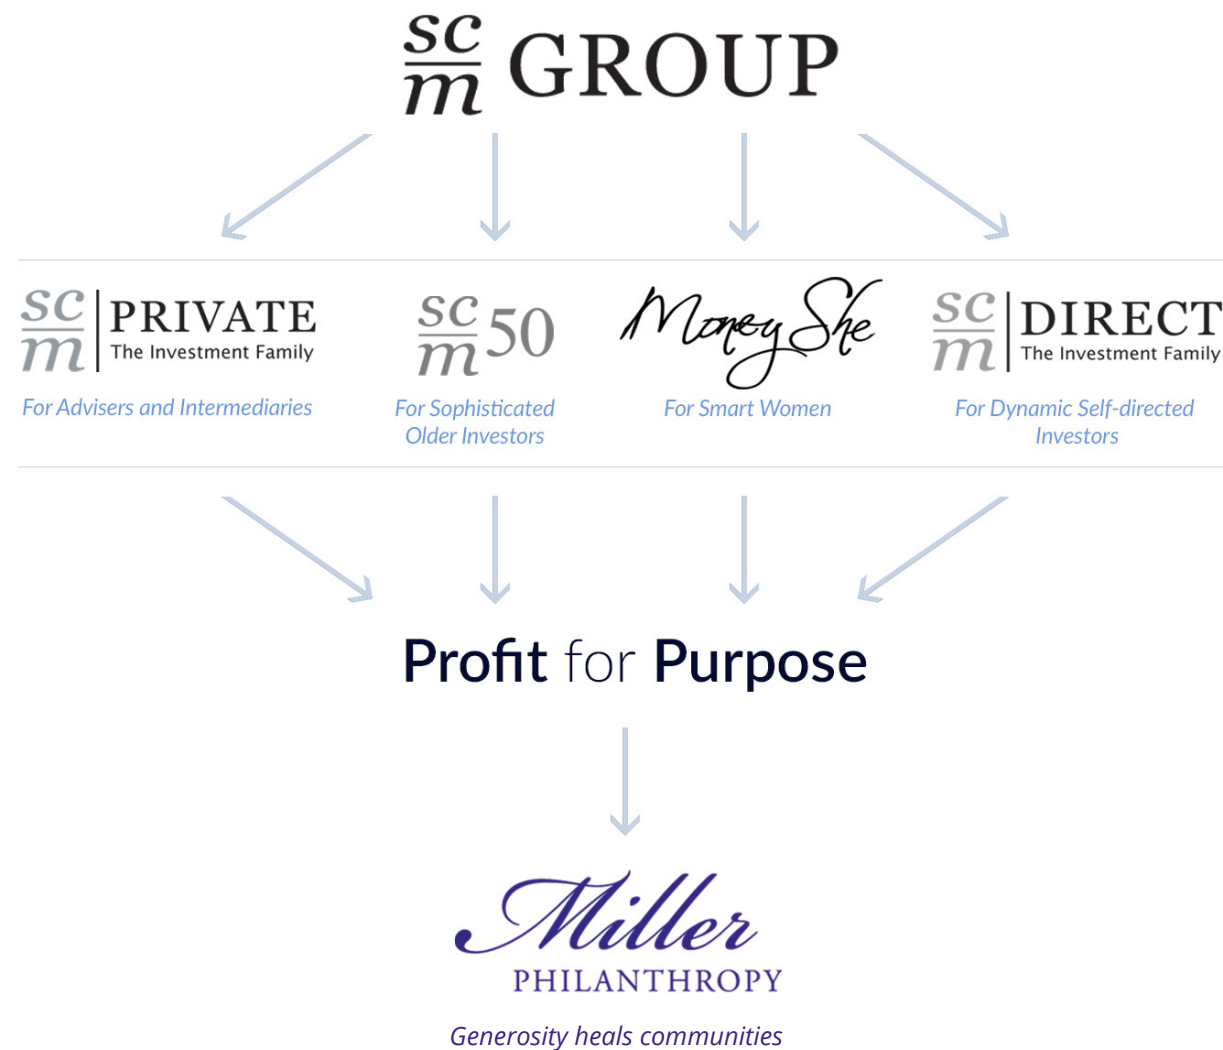 sc
m GROUP
sc
m PRIVATE
The Investment Family
For Advisers and Intermediaries
sc
m 50
For Sophisticated
Older Investors
Money She
For Smart Women
sc
m DIRECT
The Investment Family
For Dynamic Self-directed
Investors
Profit for Purpose
Miller
PHILANTHROPY
Generosity heals communities